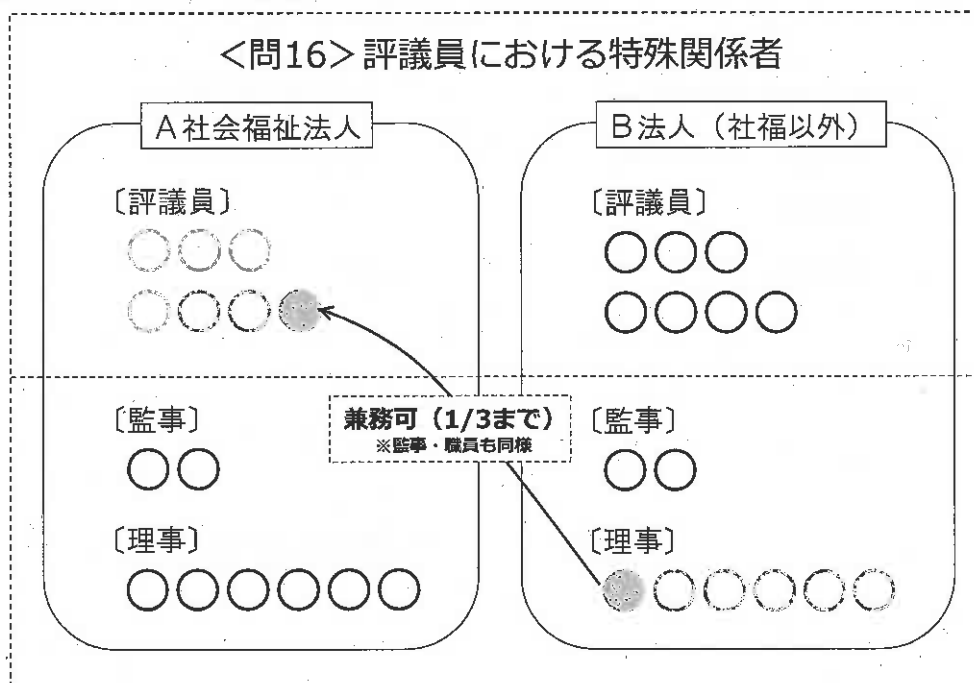 <問16>評議員における特殊関係者
A社会福祉法人
B法人(社福以外)
〔評議員〕
〔評議員〕
兼務可(1/3まで)
※監事・職員も同様
〔監事〕
〔監事〕
〔理事〕
〔理事〕